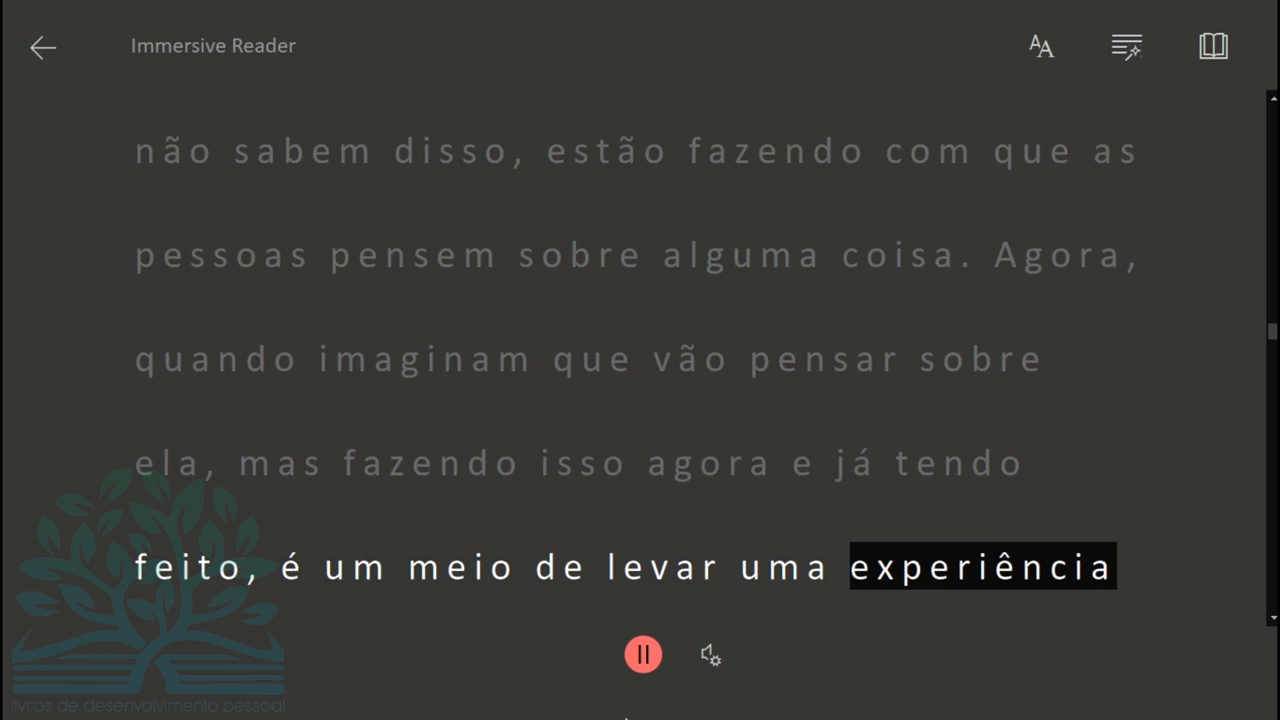 Immersive Reader
não sabem disso, estão fazendo com que as
pessoas pensem sobre alguma coisa. Agora,
quando imaginam que vão pensar sobre
ela, mas fazendo isso agora e já tendo
feito, é um meio de levar uma experiência
livros de desenvolvimento pessoal